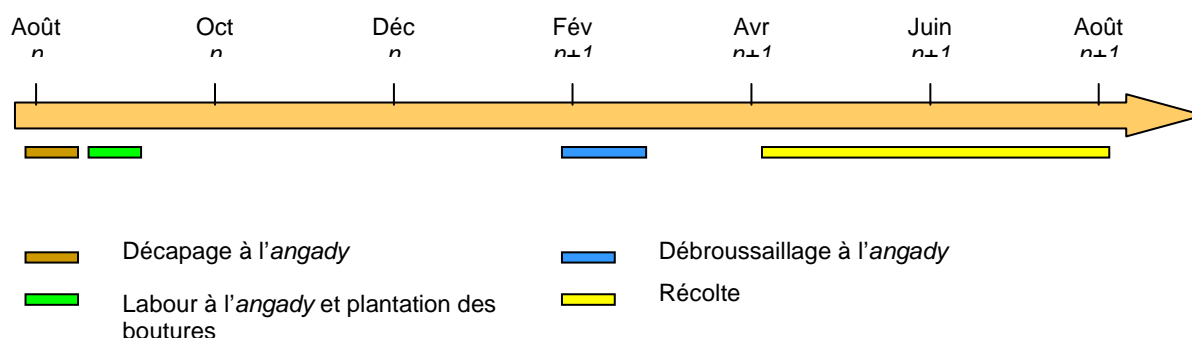 Août Oct Déc Fév Avr Juin Août
n n n n+1 n+1 n+1 n+1
Décapage à l'angady
Labour à l'angady et plantation des
boutures
Débroussaillage à l'angady
Récolte